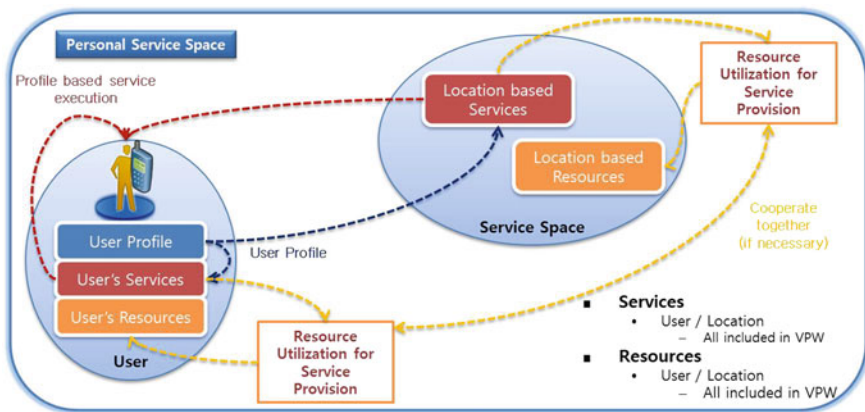 Personal Service Space
Profile based service
execution
Location based
Services
Resource
Utilization for
Service
Provision
Location based
Resources
Service Space
Cooperate
together
(if necessary)
User Profile
User Profile
User's Services
User's Resources
User
Resource
Utilization for
Service
Provision
■ Services
• User / Location
– All included in VPW
■ Resources
• User / Location
– All included in VPW